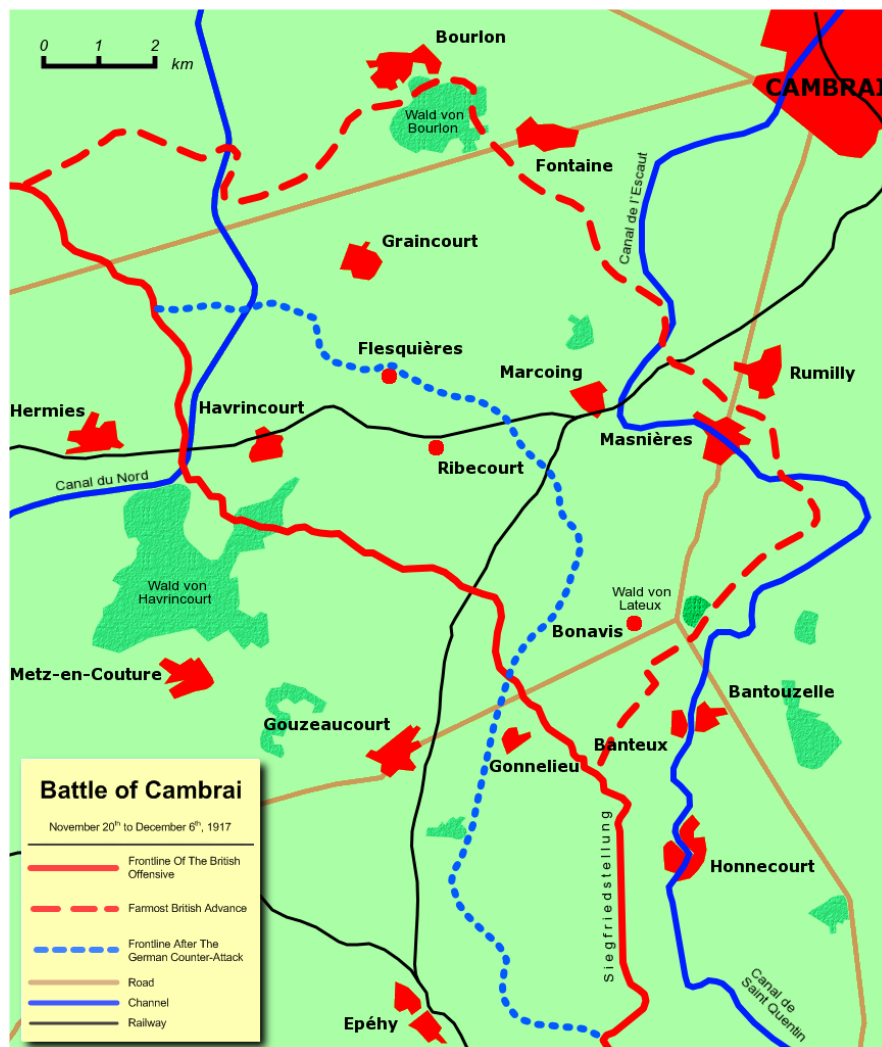 0 1 2
km
Bourlon
CAMBRAI
Wald von
Bourlon
Fontaine
Canal de l'Escaut
Graincourt
Flesquières
Marcoing
Rumilly
Hermies
Havrincourt
Masnières
Ribecourt
Canal du Nord
Wald von
Havrincourt
Wald von
Lateux
Bonavis
Metz-en-Couture
Bantouzelle
Gouzeaucourt
Banteux
Gonnelieu
Siegfriedstellung
Honnecourt
Canal de
Saint Quentin
Epéhy
Battle of Cambrai
November 20th to December 6th, 1917
Frontline Of The British
Offensive
Farmost British Advance
Frontline After The
German Counter-Attack
Road
Channel
Railway